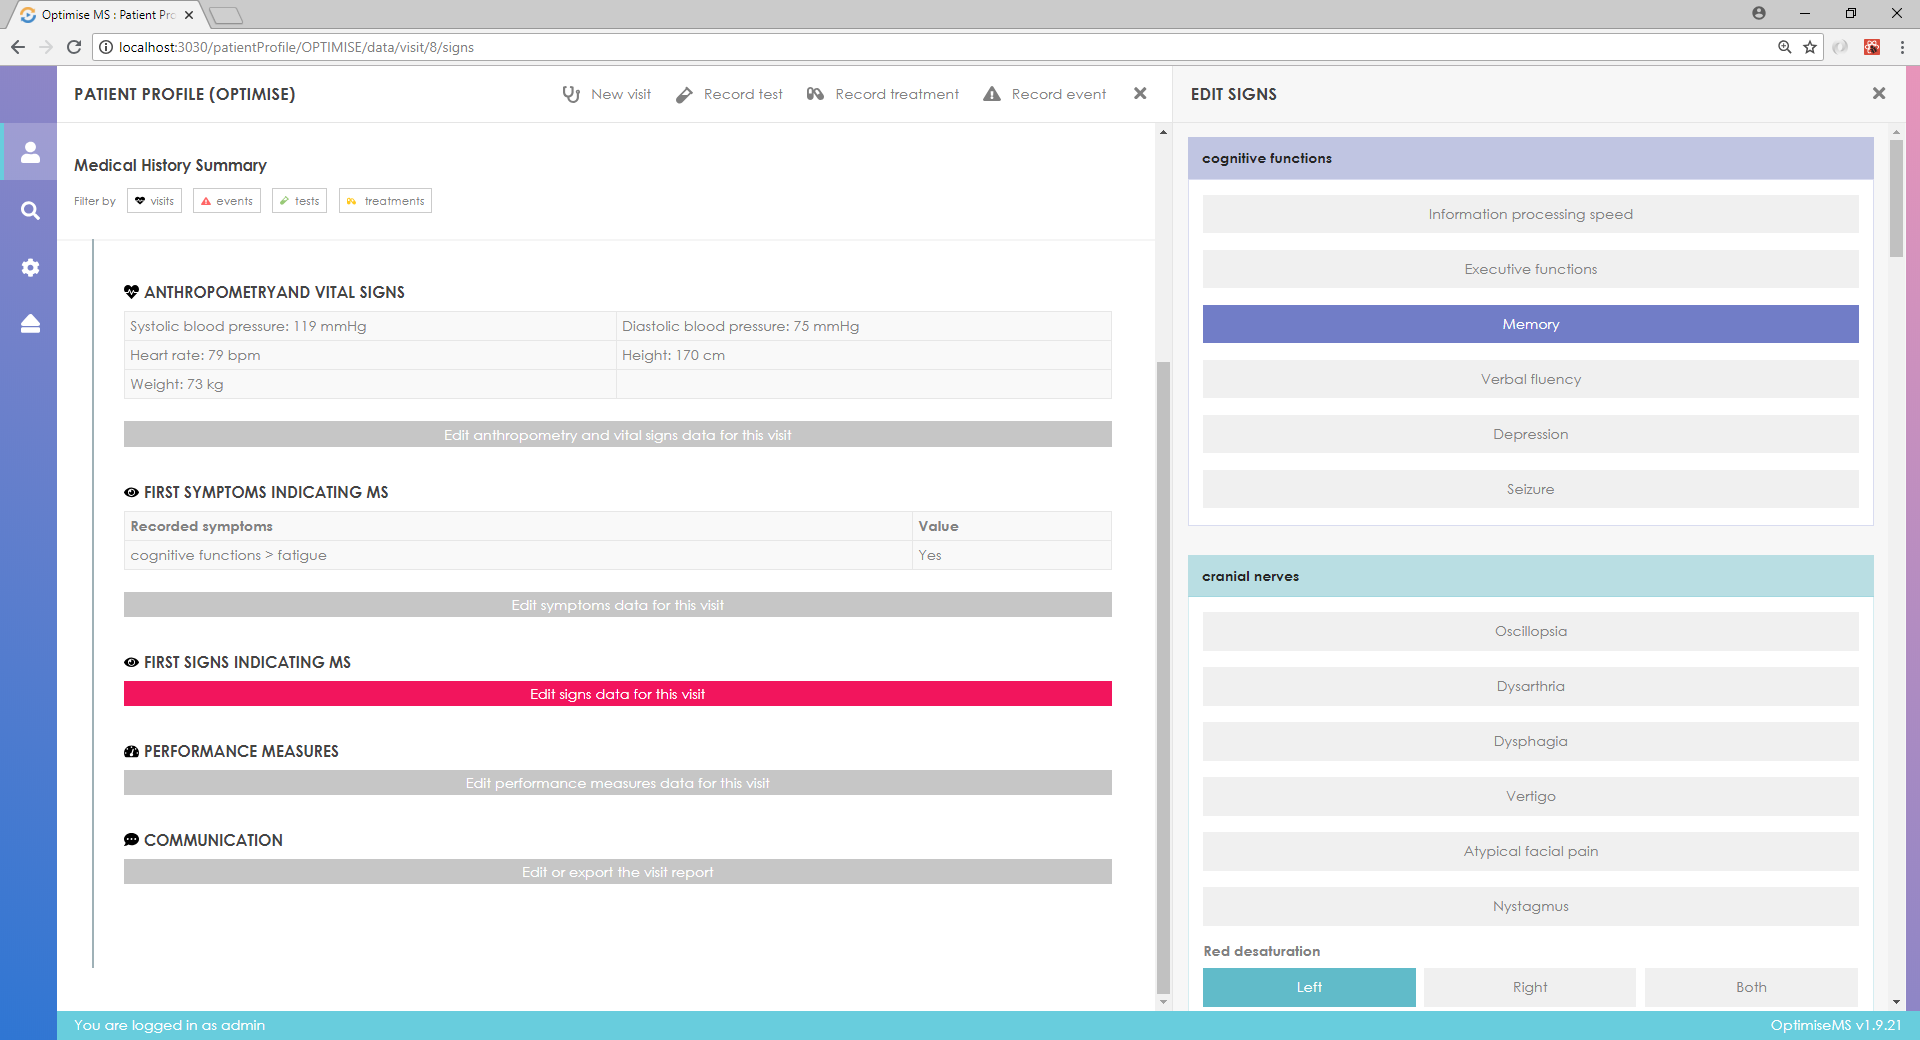 Optimise MS : Patient Pro
localhost:3030/patientProfile/OPTIMISE/data/visit/8/signs
PATIENT PROFILE (OPTIMISE)
New visit
Record test
Record treatment
Record event
Medical History Summary
Filter by
visits
events
tests
treatments
ANTHROPOMETRYAND VITAL SIGNS
Systolic blood pressure: 119 mmHg
Diastolic blood pressure: 75 mmHg
Heart rate: 79 bpm
Height: 170 cm
Weight: 73 kg
Edit anthropometry and vital signs data for this visit
FIRST SYMPTOMS INDICATING MS
Recorded symptoms
Value
cognitive functions > fatigue
Yes
Edit symptoms data for this visit
FIRST SIGNS INDICATING MS
Edit signs data for this visit
PERFORMANCE MEASURES
Edit performance measures data for this visit
COMMUNICATION
Edit or export the visit report
EDIT SIGNS
cognitive functions
Information processing speed
Executive functions
Memory
Verbal fluency
Depression
Seizure
cranial nerves
Oscillopsia
Dysarthria
Dysphagia
Vertigo
Atypical facial pain
Nystagmus
Red desaturation
Left
Right
Both
You are logged in as admin
OptimiseMS v1.9.21